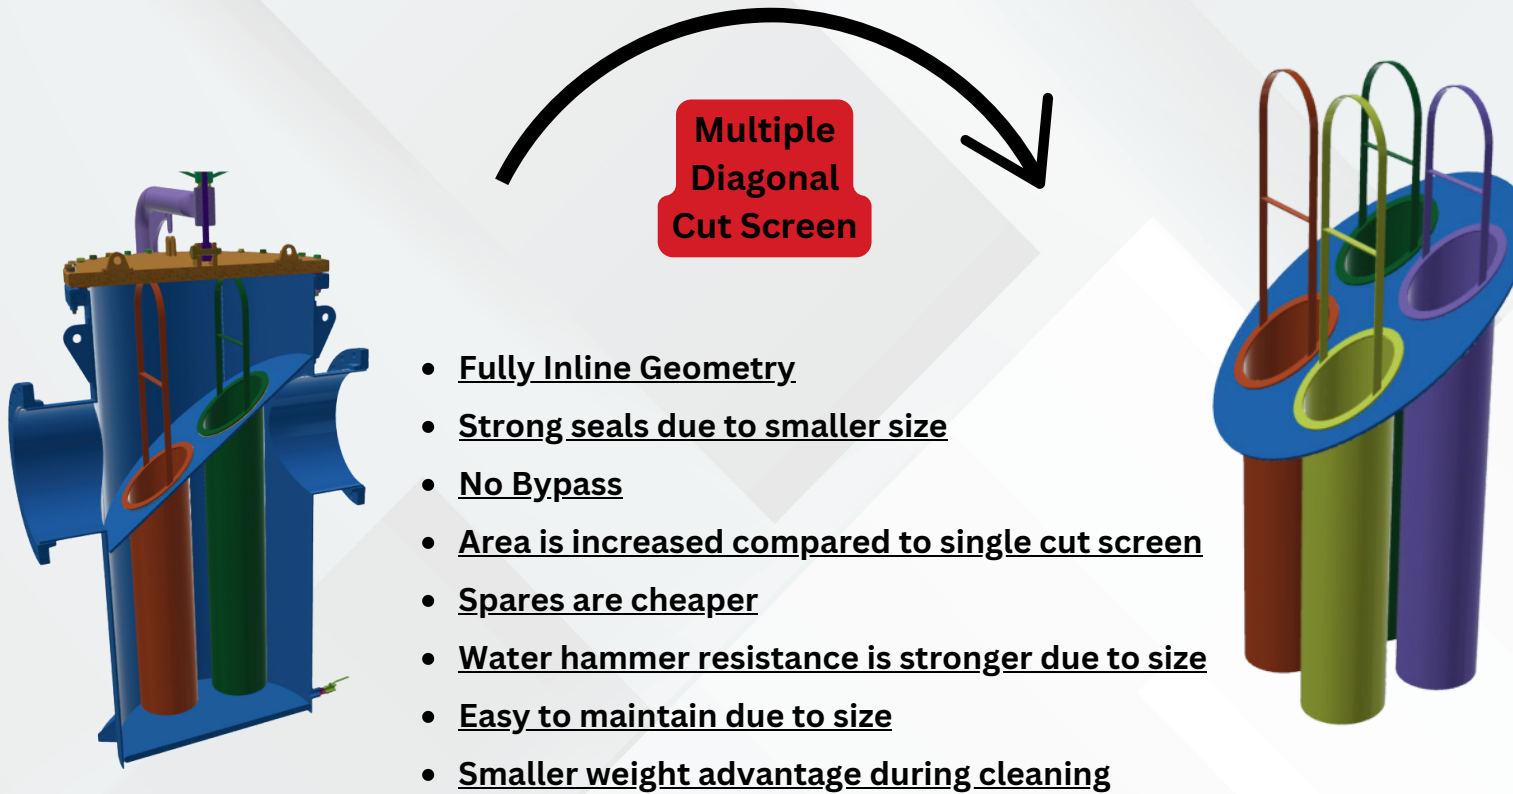 Multiple
Diagonal
Cut Screen
Fully Inline Geometry
Strong seals due to smaller size
No Bypass
Area is increased compared to single cut screen
Spares are cheaper
Water hammer resistance is stronger due to size
Easy to maintain due to size
Smaller weight advantage during cleaning